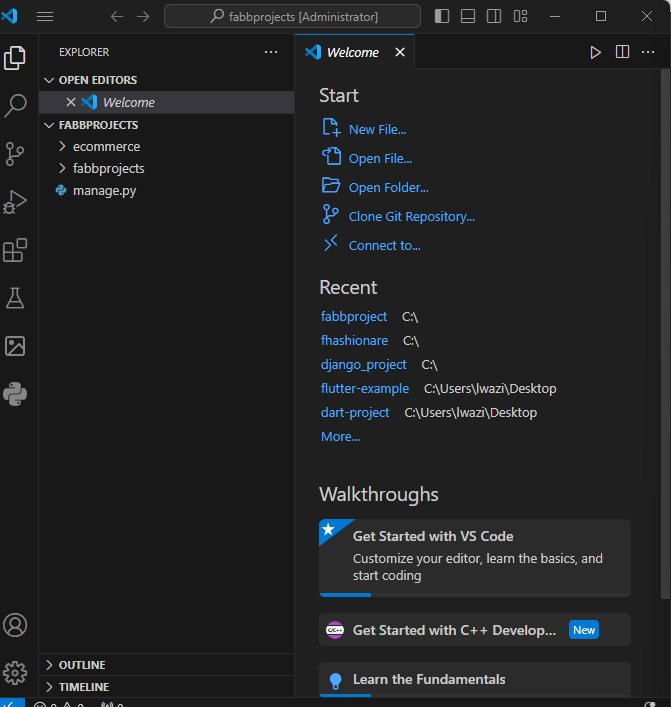 fabbprojects [Administrator]
EXPLORER
Welcome
OPEN EDITORS
Welcome
FABBPROJECTS
ecommerce
fabbprojects
manage.py
OUTLINE
TIMELINE
Start
New File...
Open File...
Open Folder...
Clone Git Repository...
Connect to...
Recent
fabbproject C:\
fhashionare C:\
django_project C:\
flutter-example C:\Users\lwazi\Desktop
dart-project C:\Users\lwazi\Desktop
More...
Walkthroughs
Get Started with VS Code
Customize your editor, learn the basics, and
start coding
C/C++ Get Started with C++ Develop... New
Learn the Fundamentals